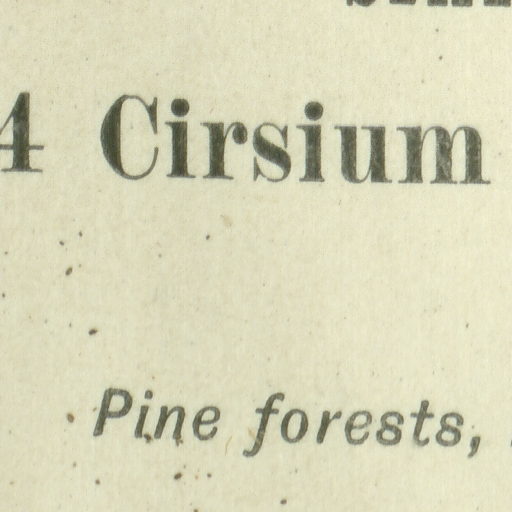 4 Cirsium
Pine forests,